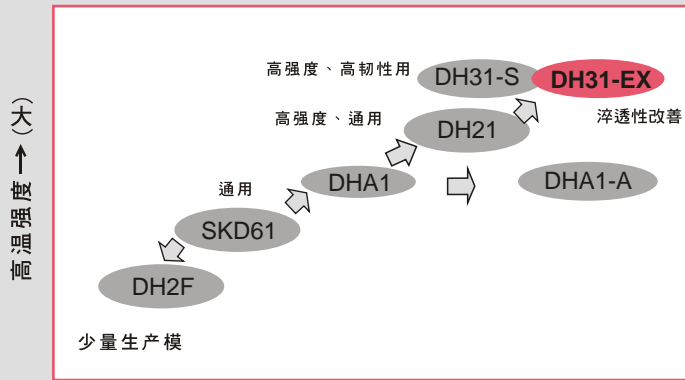 高强度、高韧性用
DH31-S
DH31-EX
淬透性改善
高强度、通用
DH21
DHA1
DHA1-A
通用
SKD61
DH2F
少量生产模
高温强度→(大)